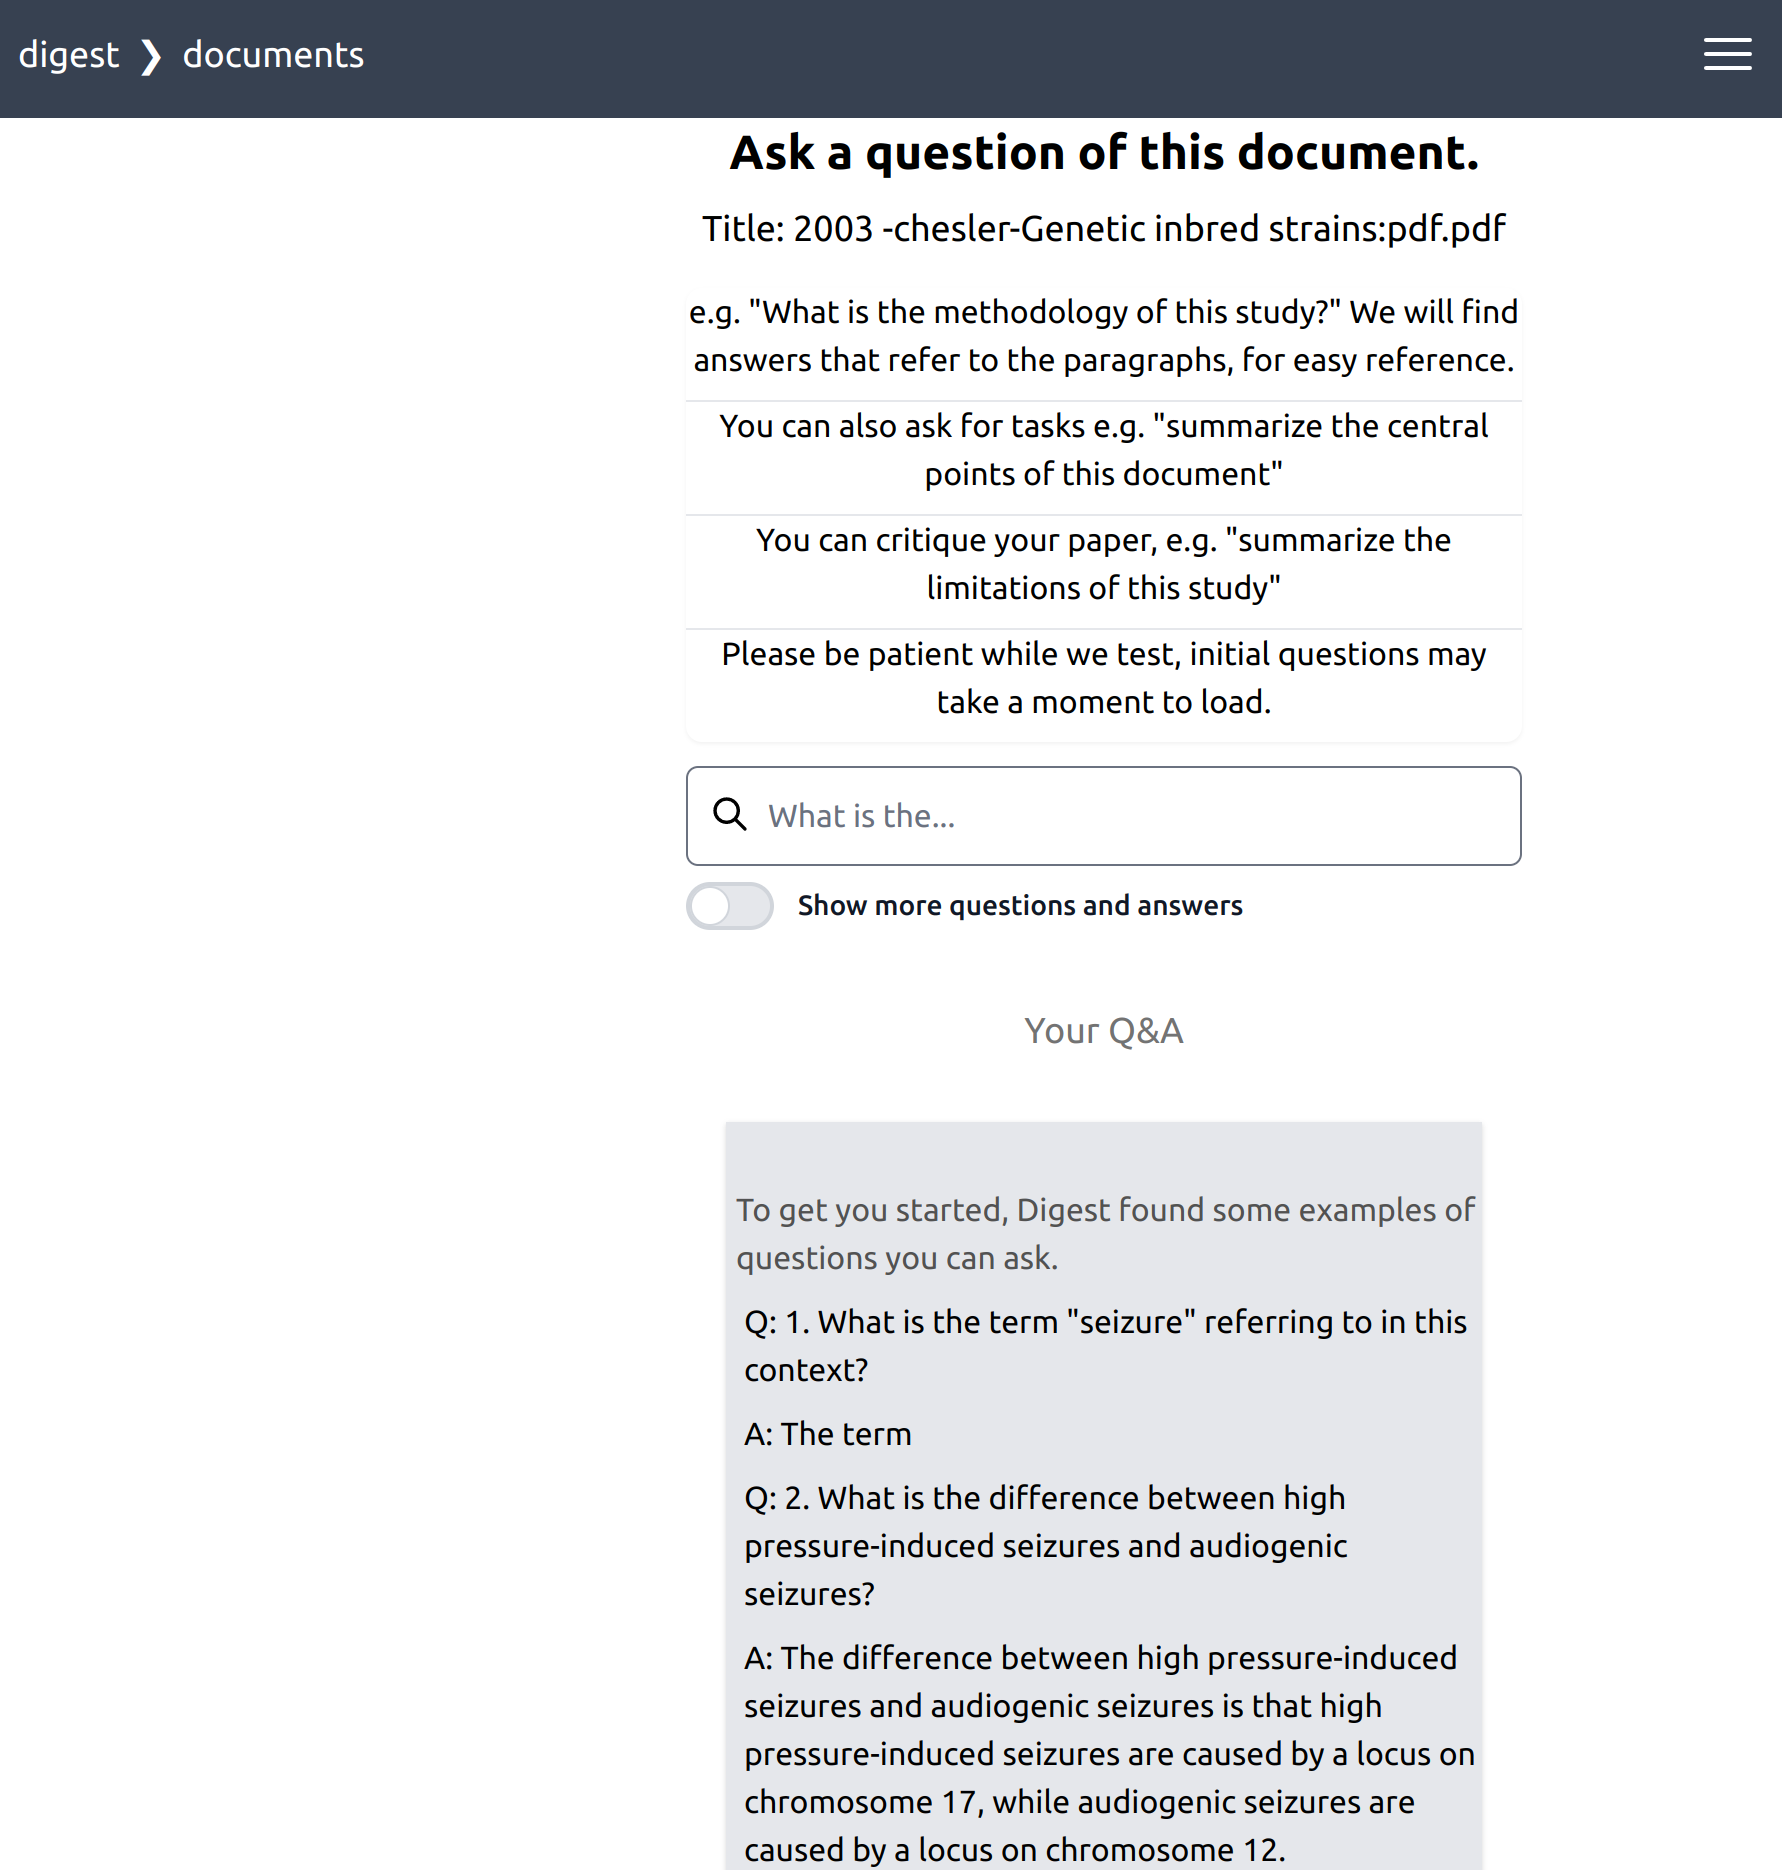 digest ❯ documents
Ask a question of this document.
Title: 2003 -chesler-Genetic inbred strains:pdf.pdf
e.g. "What is the methodology of this study?" We will find
answers that refer to the paragraphs, for easy reference.
You can also ask for tasks e.g. "summarize the central
points of this document"
You can critique your paper, e.g. "summarize the
limitations of this study"
Please be patient while we test, initial questions may
take a moment to load.
What is the...
Show more questions and answers
Your Q&A
To get you started, Digest found some examples of
questions you can ask.
Q: 1. What is the term "seizure" referring to in this
context?
A: The term
Q: 2. What is the difference between high
pressure-induced seizures and audiogenic
seizures?
A: The difference between high pressure-induced
seizures and audiogenic seizures is that high
pressure-induced seizures are caused by a locus on
chromosome 17, while audiogenic seizures are
caused by a locus on chromosome 12.